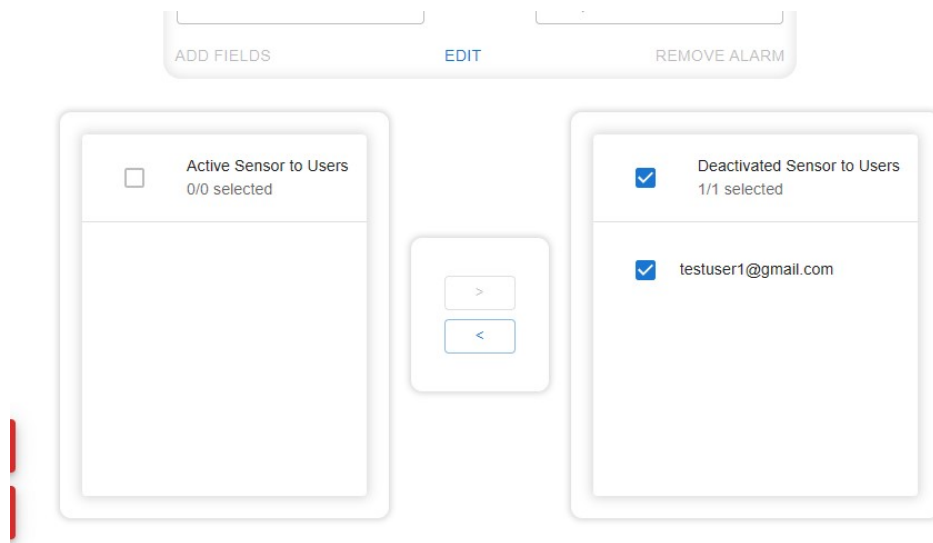 ADD FIELDS EDIT REMOVE ALARM
Active Sensor to Users
0/0 selected
>
<
Deactivated Sensor to Users
1/1 selected
testuser1@gmail.com